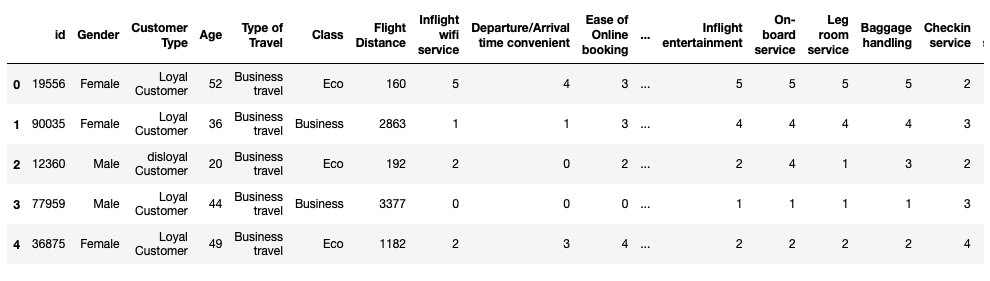 id Gender Customer Type Age Type of Travel Class Flight Distance Inflight wifi service Departure/Arrival time convenient Ease of Online booking ... Inflight entertainment On-board service Leg room service Baggage handling Checkin service
0 19556 Female Loyal Customer 52 Business travel Eco 160 5 4 3 ... 5 5 5 5 2
1 90035 Female Loyal Customer 36 Business travel Business 2863 1 1 3 ... 4 4 4 4 3
2 12360 Male disloyal Customer 20 Business travel Eco 192 2 0 2 ... 2 4 1 3 2
3 77959 Male Loyal Customer 44 Business travel Business 3377 0 0 0 ... 1 1 1 1 3
4 36875 Female Loyal Customer 49 Business travel Eco 1182 2 3 4 ... 2 2 2 2 4